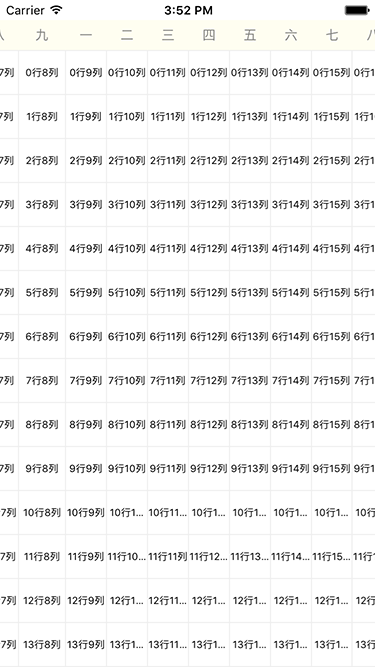 Carrier 3:52 PM
八 九 一 二 三 四 五 六 七 八
7列 0行8列 0行9列 0行10列 0行11列 0行12列 0行13列 0行14列 0行15列 0行1
7列 1行8列 1行9列 1行10列 1行11列 1行12列 1行13列 1行14列 1行15列 1行1
7列 2行8列 2行9列 2行10列 2行11列 2行12列 2行13列 2行14列 2行15列 2行1
7列 3行8列 3行9列 3行10列 3行11列 3行12列 3行13列 3行14列 3行15列 3行1
7列 4行8列 4行9列 4行10列 4行11列 4行12列 4行13列 4行14列 4行15列 4行1
7列 5行8列 5行9列 5行10列 5行11列 5行12列 5行13列 5行14列 5行15列 5行1
7列 6行8列 6行9列 6行10列 6行11列 6行12列 6行13列 6行14列 6行15列 6行1
7列 7行8列 7行9列 7行10列 7行11列 7行12列 7行13列 7行14列 7行15列 7行1
7列 8行8列 8行9列 8行10列 8行11列 8行12列 8行13列 8行14列 8行15列 8行1
7列 9行8列 9行9列 9行10列 9行11列 9行12列 9行13列 9行14列 9行15列 9行1
7列 10行8列 10行9列 10行1... 10行11... 10行1... 10行1... 10行1... 10行1... 10行
7列 11行8列 11行9列 11行10... 11行11列 11行12... 11行13... 11行14... 11行15... 11行
7列 12行8列 12行9列 12行1... 12行11... 12行1... 12行1... 12行1... 12行1... 12行
7列 13行8列 13行9列 13行1... 13行11... 13行1... 13行1... 13行1... 13行1... 13行